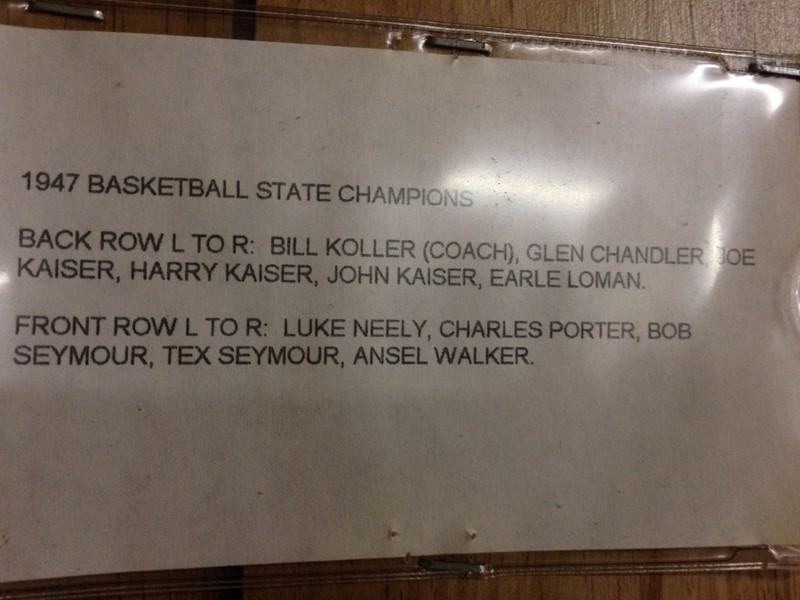 1947 BASKETBALL STATE CHAMPIONS
BACK ROW L TO R: BILL KOLLER (COACH), GLEN CHANDLER, JOE
KAISER, HARRY KAISER, JOHN KAISER, EARLE LOMAN.
FRONT ROW L TO R: LUKE NEELY, CHARLES PORTER, BOB
SEYMOUR, TEX SEYMOUR, ANSEL WALKER.